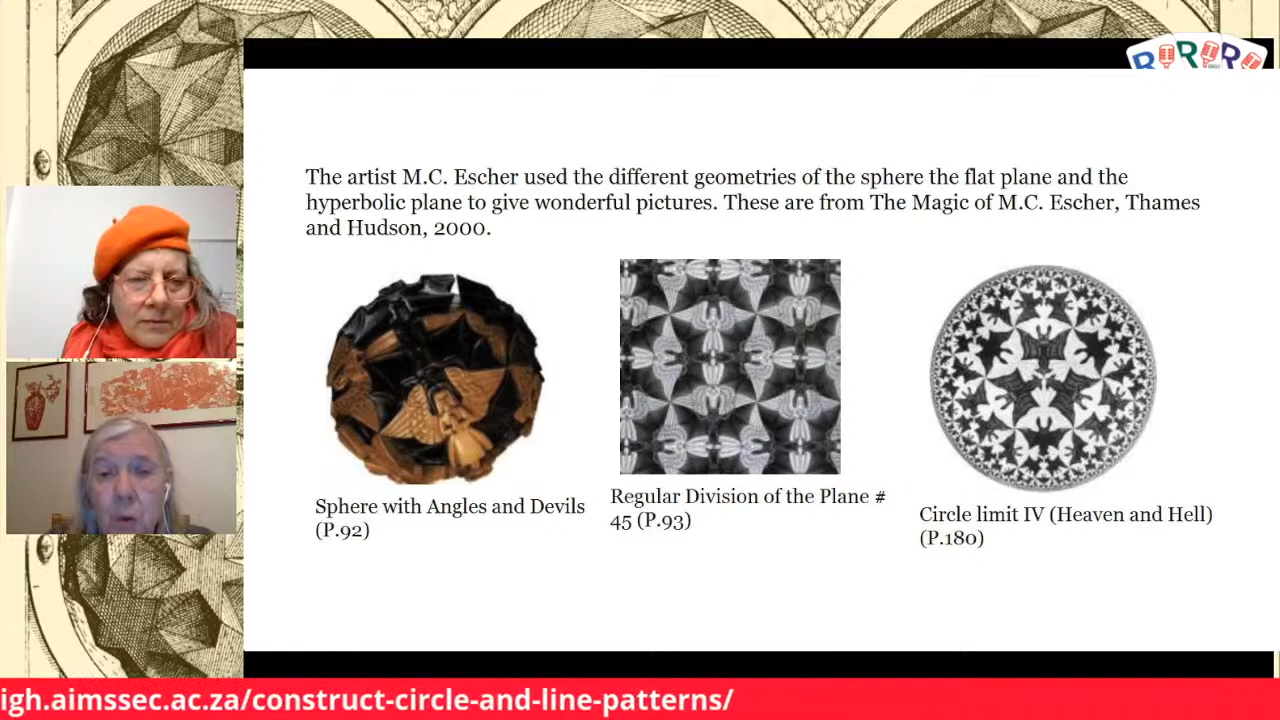 The artist M.C. Escher used the different geometries of the sphere the flat plane and the
hyperbolic plane to give wonderful pictures. These are from The Magic of M.C. Escher, Thames
and Hudson, 2000.
Sphere with Angles and Devils
(P.92)
Regular Division of the Plane #
45 (P.93)
Circle limit IV (Heaven and Hell)
(P.180)
igh.aimssec.ac.za/construct-circle-and-line-patterns/